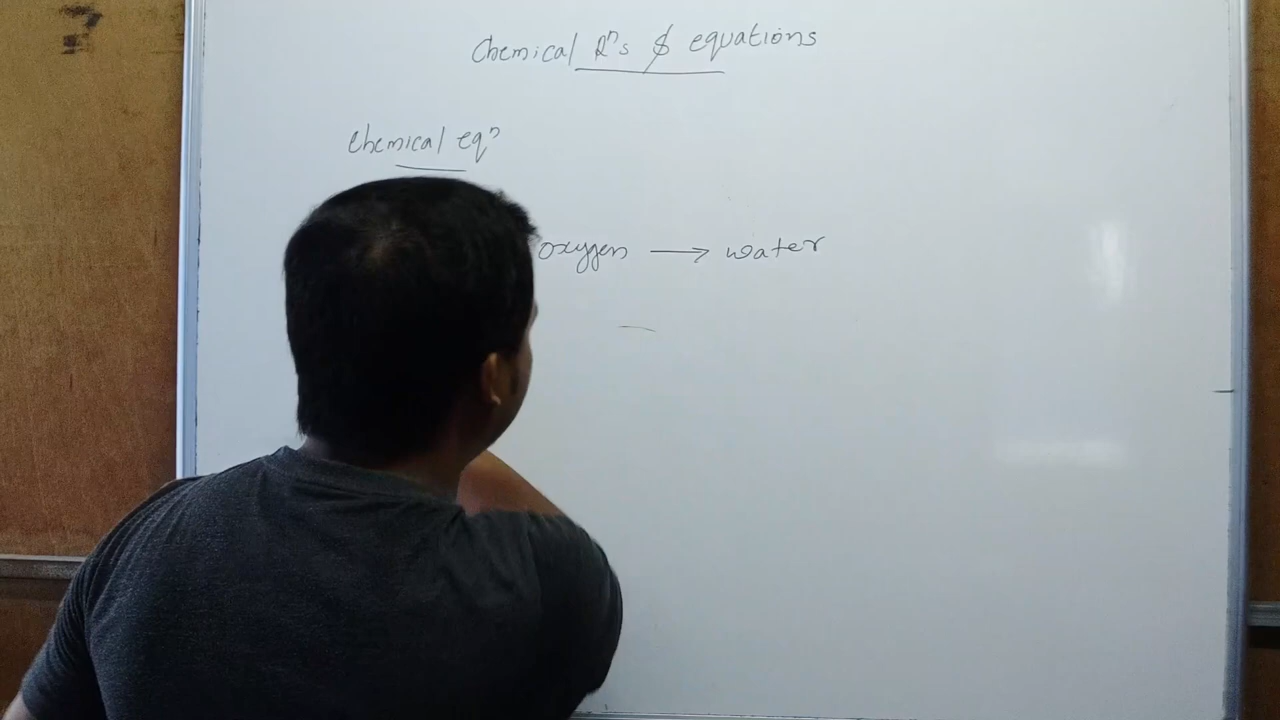 Chemical Rⁿs & equations
Chemical eqⁿ
oxygen → water